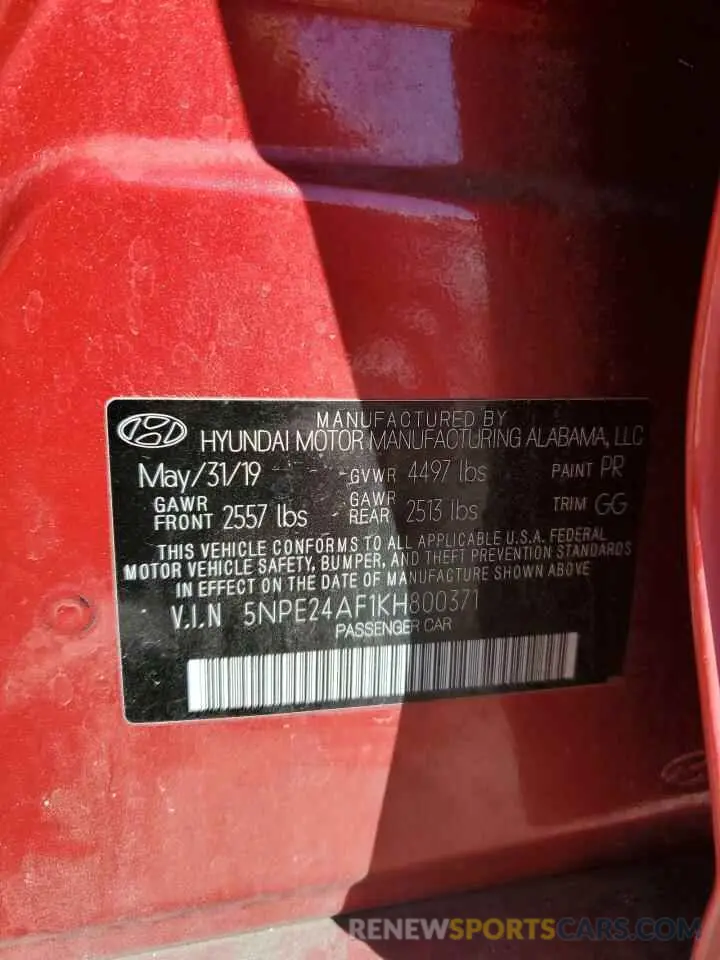 MANUFACTURED BY
HYUNDAI MOTOR MANUFACTURING ALABAMA, LLC
May/31/19 GVWR 4497 lbs PAINT PR
GAWR FRONT 2557 lbs GAWR REAR 2513 lbs TRIM GG
THIS VEHICLE CONFORMS TO ALL APPLICABLE U.S.A. FEDERAL
MOTOR VEHICLE SAFETY, BUMPER, AND THEFT PREVENTION STANDARDS
IN EFFECT ON THE DATE OF MANUFACTURE SHOWN ABOVE
V.I.N 5NPE24AF1KH800371
PASSENGER CAR
RENEWSPORTSCARS.COM